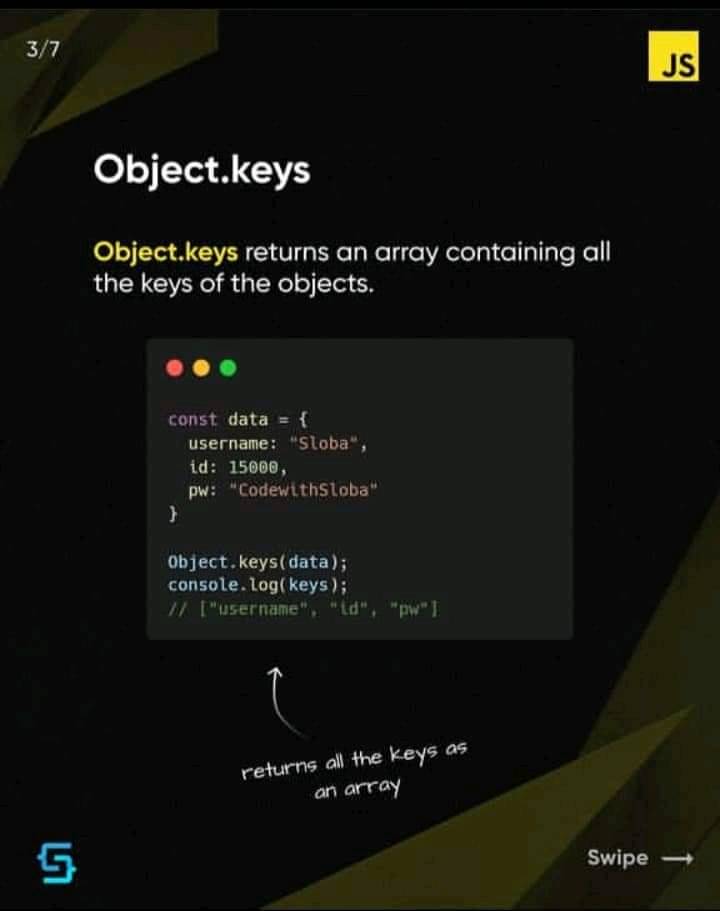 3/7
JS
Object.keys
Object.keys returns an array containing all
the keys of the objects.
const data = {
  username: "Sloba",
  id: 15000,
  pw: "CodewithSloba"
}
Object.keys(data);
console.log(keys);
// ["username", "id", "pw"]
returns all the keys as
an array
Swipe